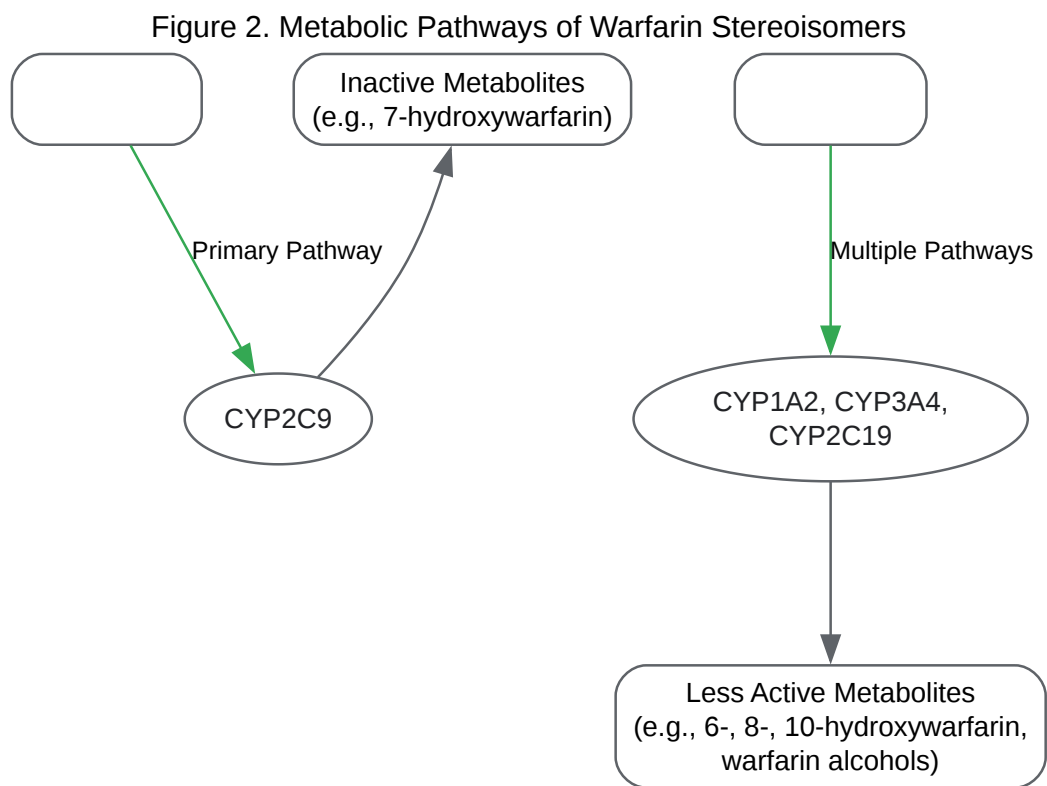 Figure 2. Metabolic Pathways of Warfarin Stereoisomers
Inactive Metabolites
(e.g., 7-hydroxywarfarin)
Primary Pathway
Multiple Pathways
CYP2C9
CYP1A2, CYP3A4,
CYP2C19
Less Active Metabolites
(e.g., 6-, 8-, 10-hydroxywarfarin,
warfarin alcohols)